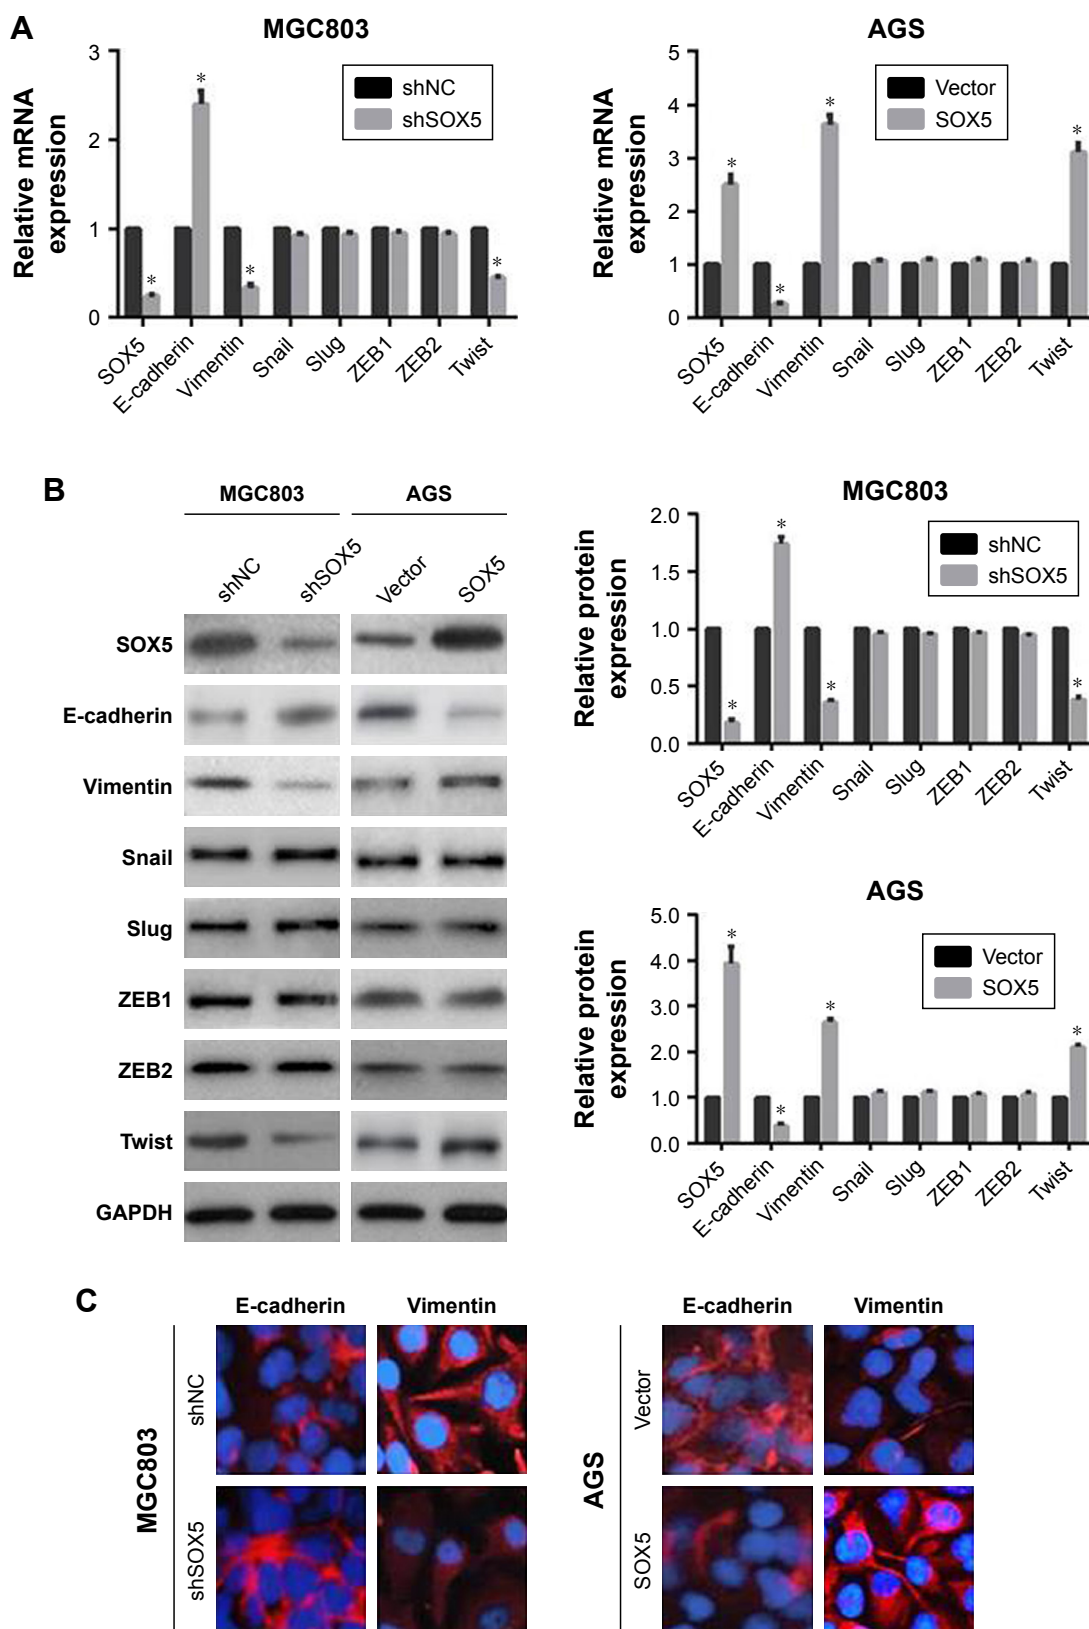 A
MGC803
Relative mRNA
expression
3
2
1
0
*
*
*
*
shNC
shSOX5
SOX5
E-cadherin
Vimentin
Snail
Slug
ZEB1
ZEB2
Twist
AGS
Relative mRNA
expression
5
4
3
2
1
0
*
*
*
*
Vector
SOX5
SOX5
E-cadherin
Vimentin
Snail
Slug
ZEB1
ZEB2
Twist
B
MGC803
AGS
shNC
shSOX5
Vector
SOX5
SOX5
E-cadherin
Vimentin
Snail
Slug
ZEB1
ZEB2
Twist
GAPDH
MGC803
Relative protein
expression
2.0
1.5
1.0
0.5
0.0
*
*
*
*
shNC
shSOX5
SOX5
E-cadherin
Vimentin
Snail
Slug
ZEB1
ZEB2
Twist
AGS
Relative protein
expression
5.0
4.0
3.0
2.0
1.0
0.0
*
*
*
*
Vector
SOX5
SOX5
E-cadherin
Vimentin
Snail
Slug
ZEB1
ZEB2
Twist
C
E-cadherin
Vimentin
MGC803
shNC
shSOX5
E-cadherin
Vimentin
AGS
Vector
SOX5